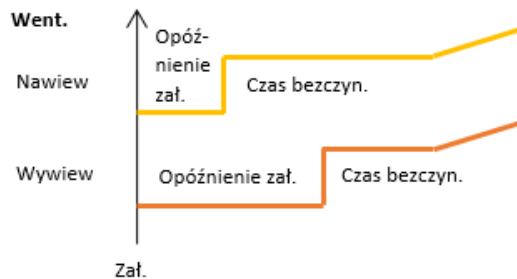 Went.
Opóź-
nienie
zał.
Nawiew
Czas bezczyn.
Wywiew
Opóźnienie zał.
Czas bezczyn.
Zał.